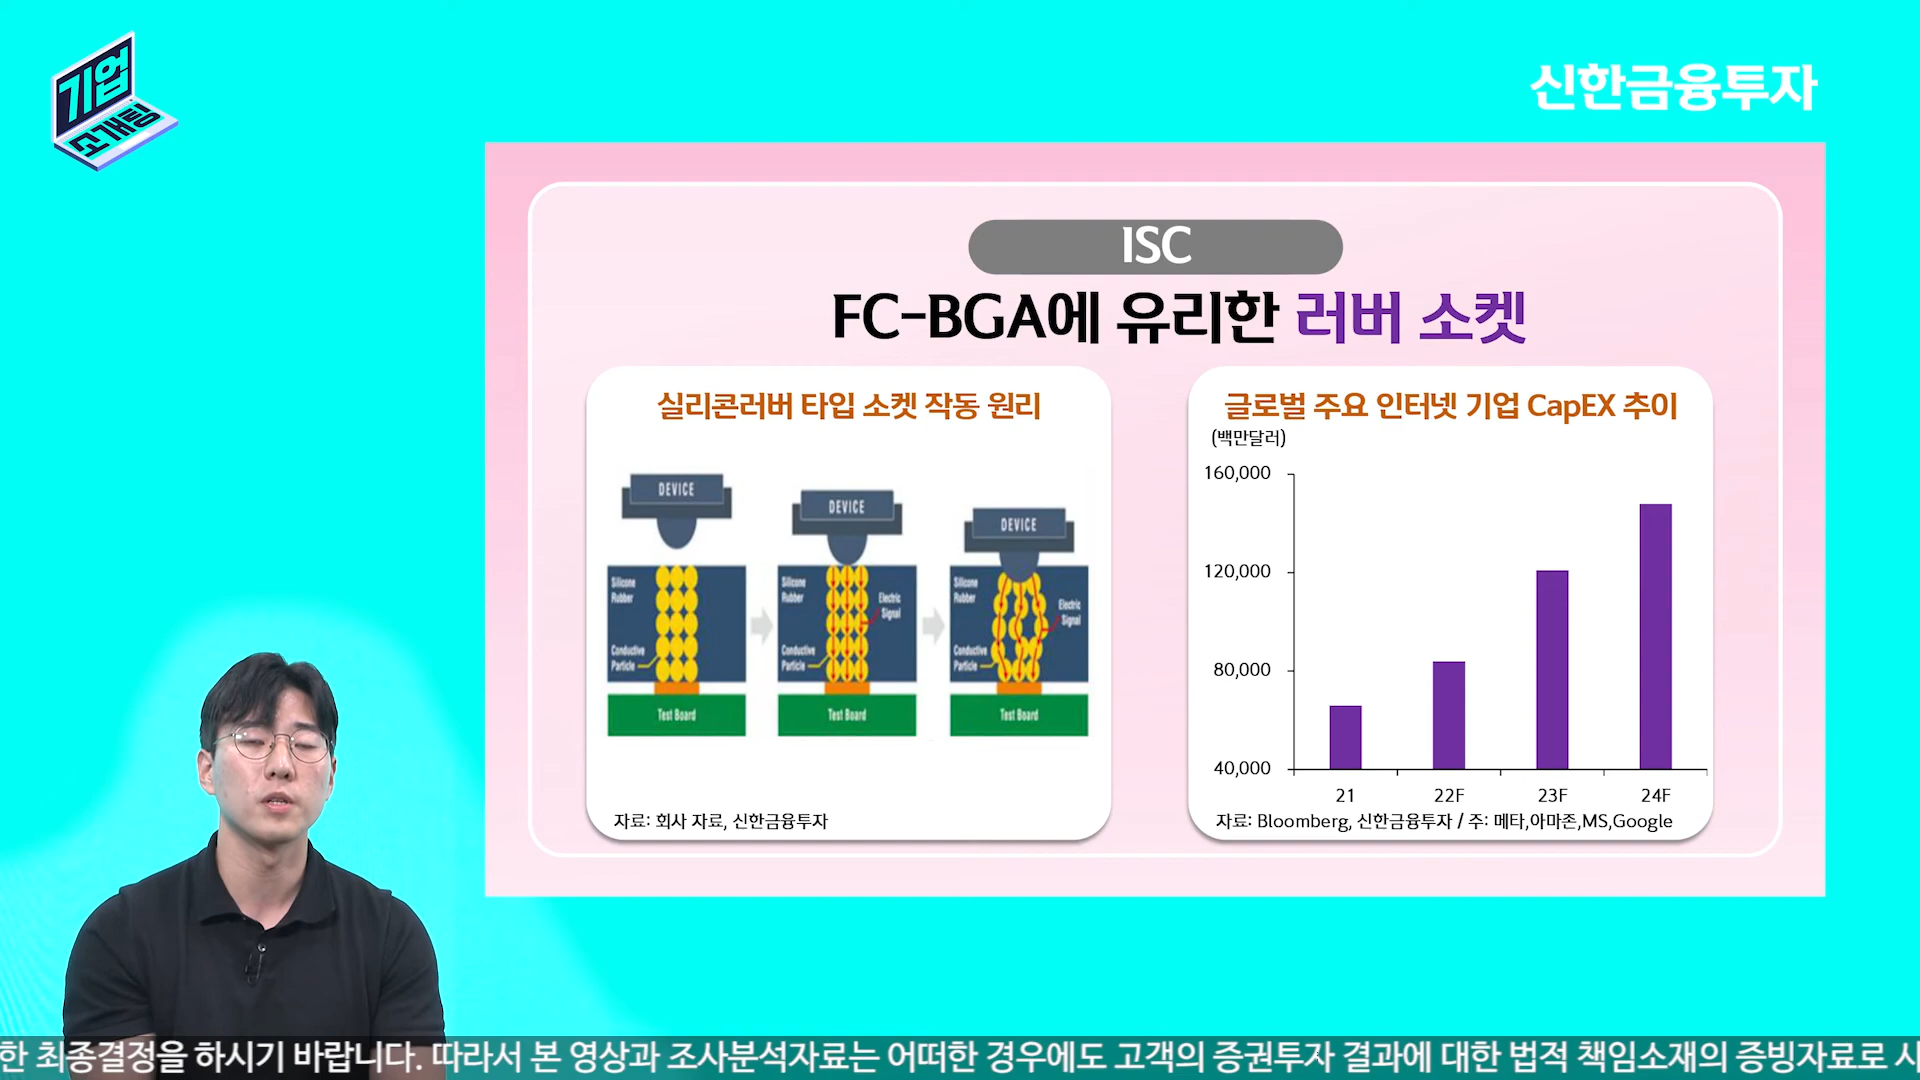 기업
소개팅
신한금융투자
ISC
FC-BGA에 유리한 러버 소켓
실리콘러버 타입 소켓 작동 원리
DEVICE
Silicone
Rubber
Conductive
Particle
Test Board
DEVICE
Silicone
Rubber
Electric
Signal
Conductive
Particle
Test Board
DEVICE
Silicone
Rubber
Electric
Signal
Conductive
Particle
Test Board
자료: 회사 자료, 신한금융투자
글로벌 주요 인터넷 기업 CapEX 추이
(백만달러)
160,000
120,000
80,000
40,000
21 22F 23F 24F
자료: Bloomberg, 신한금융투자 / 주: 메타,아마존,MS,Google
한 최종결정을 하시기 바랍니다. 따라서 본 영상과 조사분석자료는 어떠한 경우에도 고객의 증권투자 결과에 대한 법적 책임소재의 증빙자료로 사